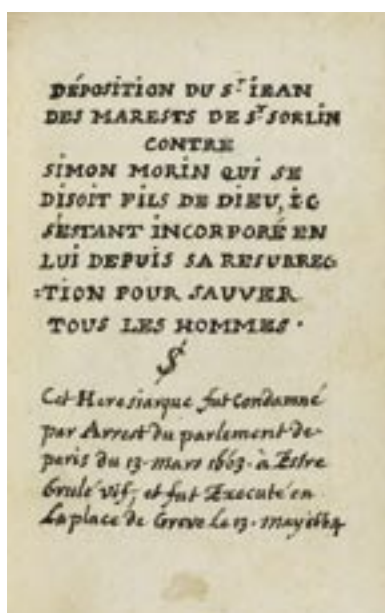 DÉPOSITION DU Sr. IEAN
DES MARESTS DE St. SORLIN
CONTRE
SIMON MORIN QUI SE
DISOIT FILS DE DIEU, IC
S'ESTANT INCORPORÉ EN
LUI DEPUIS SA RESURREC
=TION POUR SAUVER
TOUS LES HOMMES.
Cet Heresiarque fut Condamné
par Arrest du parlement de
paris du 13. mars 1663. à Estre
brulé vif, et fut Executé en
La place de Greve Le 13. may 1664